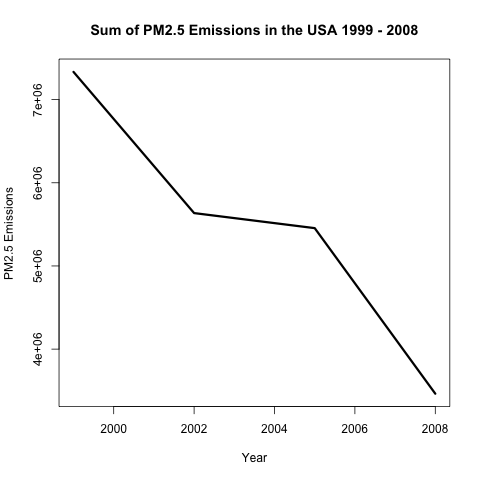 Sum of PM2.5 Emissions in the USA 1999 - 2008
7e+06
6e+06
5e+06
4e+06
PM2.5 Emissions
2000 2002 2004 2006 2008
Year